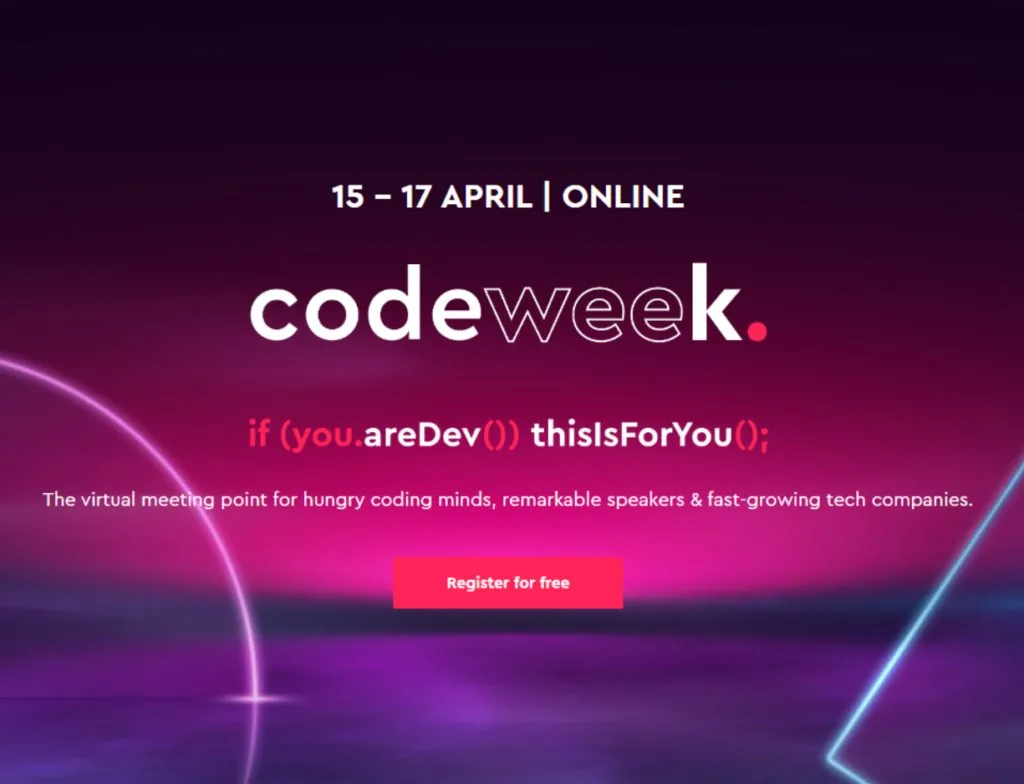 15 – 17 APRIL | ONLINE
codeweek.
if (you.areDev()) thisIsForYou();
The virtual meeting point for hungry coding minds, remarkable speakers & fast-growing tech companies.
Register for free